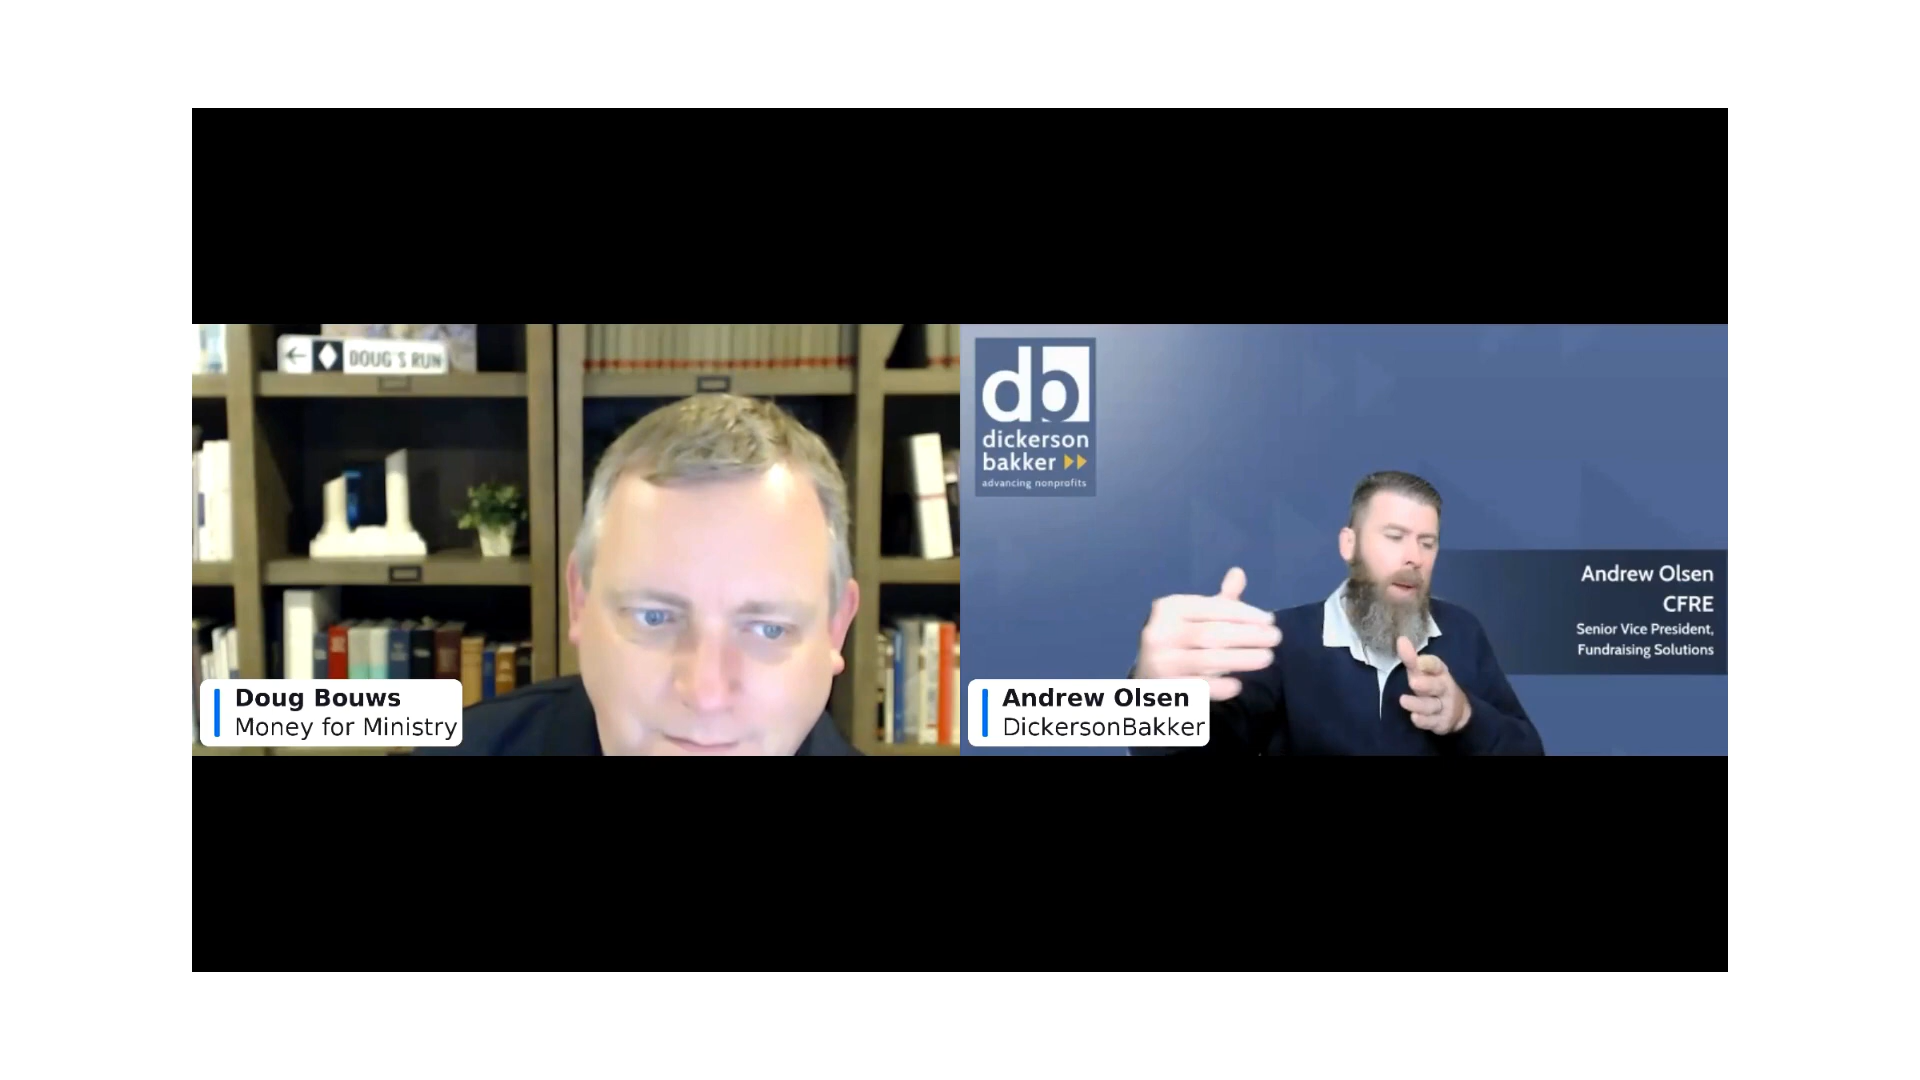 DOUG'S RUN
Doug Bouws
Money for Ministry
db
dickerson
bakker
advancing nonprofits
Andrew Olsen
CFRE
Senior Vice President,
Fundraising Solutions
Andrew Olsen
DickersonBakker